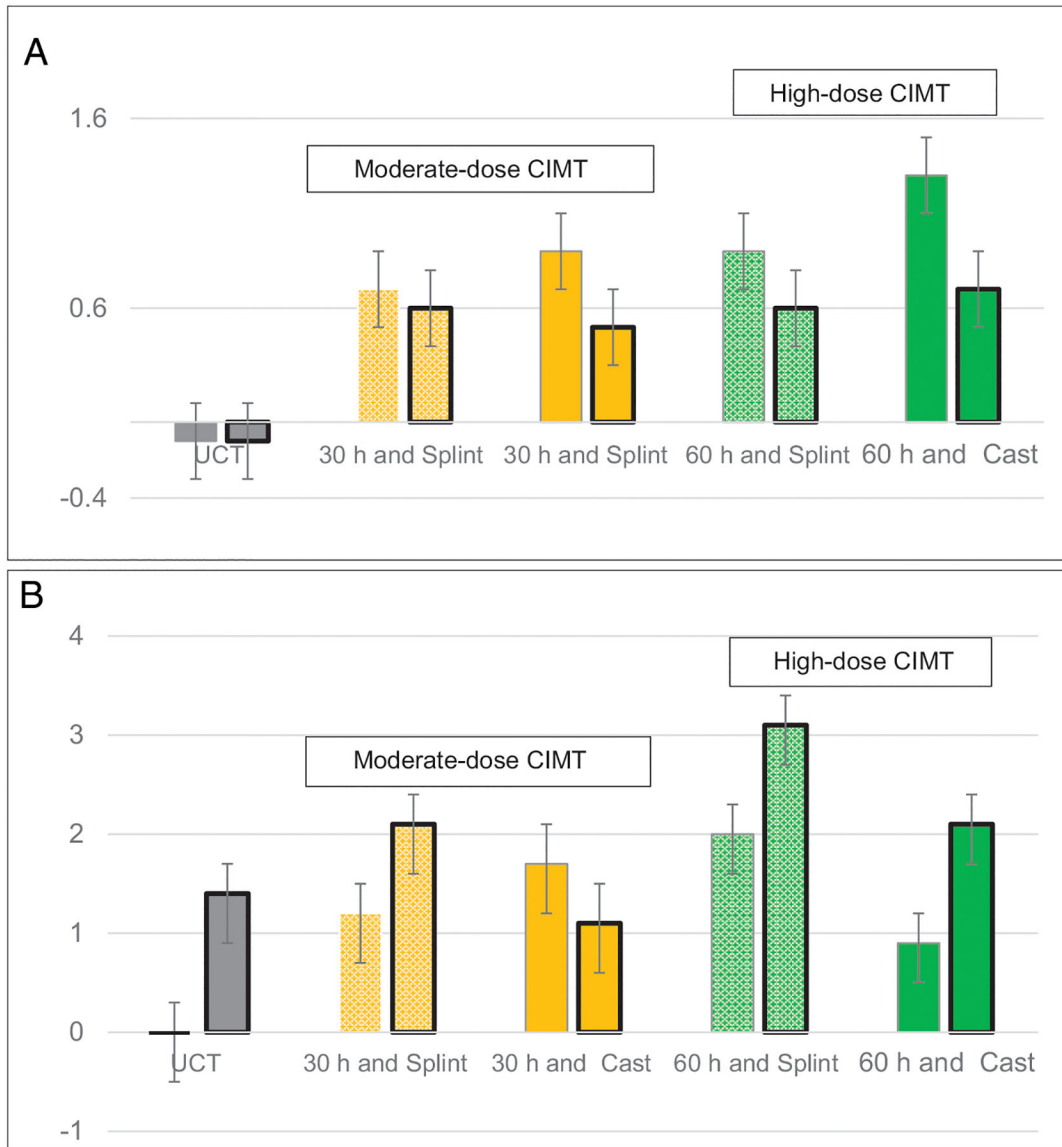 A
High-dose CIMT
1.6
Moderate-dose CIMT
0.6
UCT
30 h and Splint
30 h and Splint
60 h and Splint
60 h and Cast
-0.4
B
4
High-dose CIMT
3
Moderate-dose CIMT
2
1
0
UCT
30 h and Splint
30 h and Cast
60 h and Splint
60 h and Cast
-1